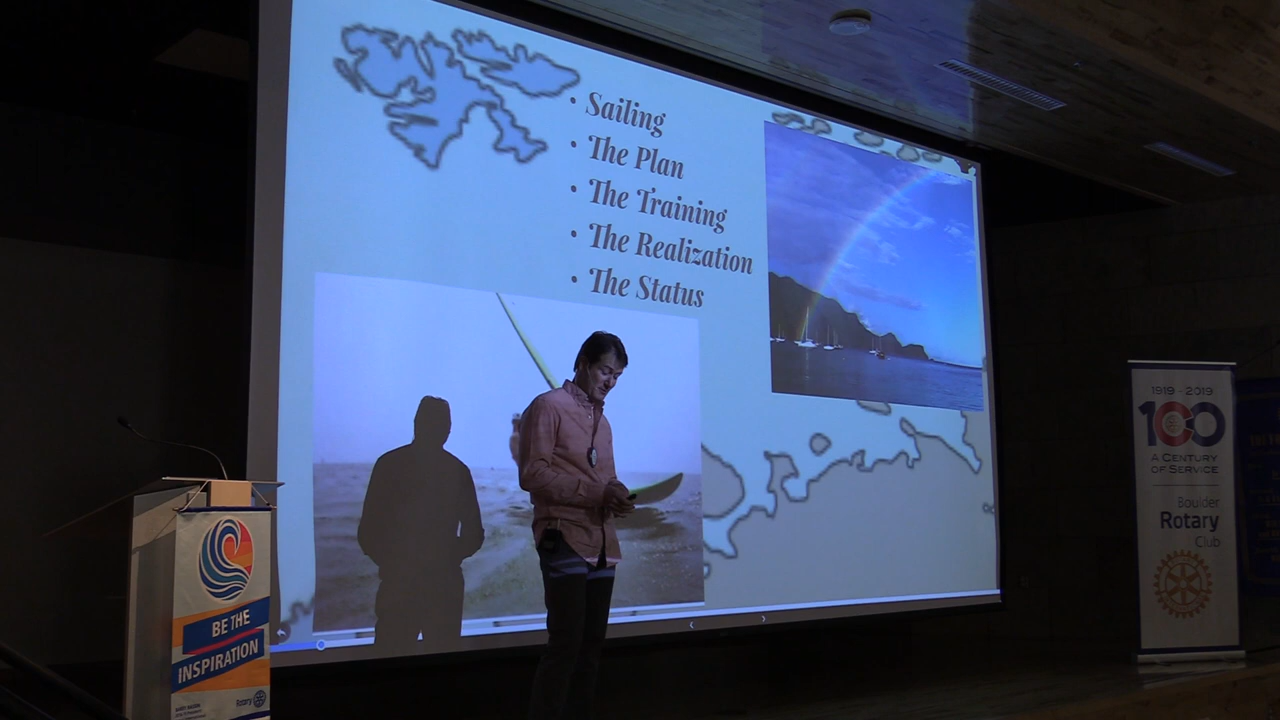 • Sailing
• The Plan
• The Training
• The Realization
• The Status
BE THE
INSPIRATION
Rotary
1919 - 2019
100
A CENTURY
OF SERVICE
Boulder
Rotary
Club